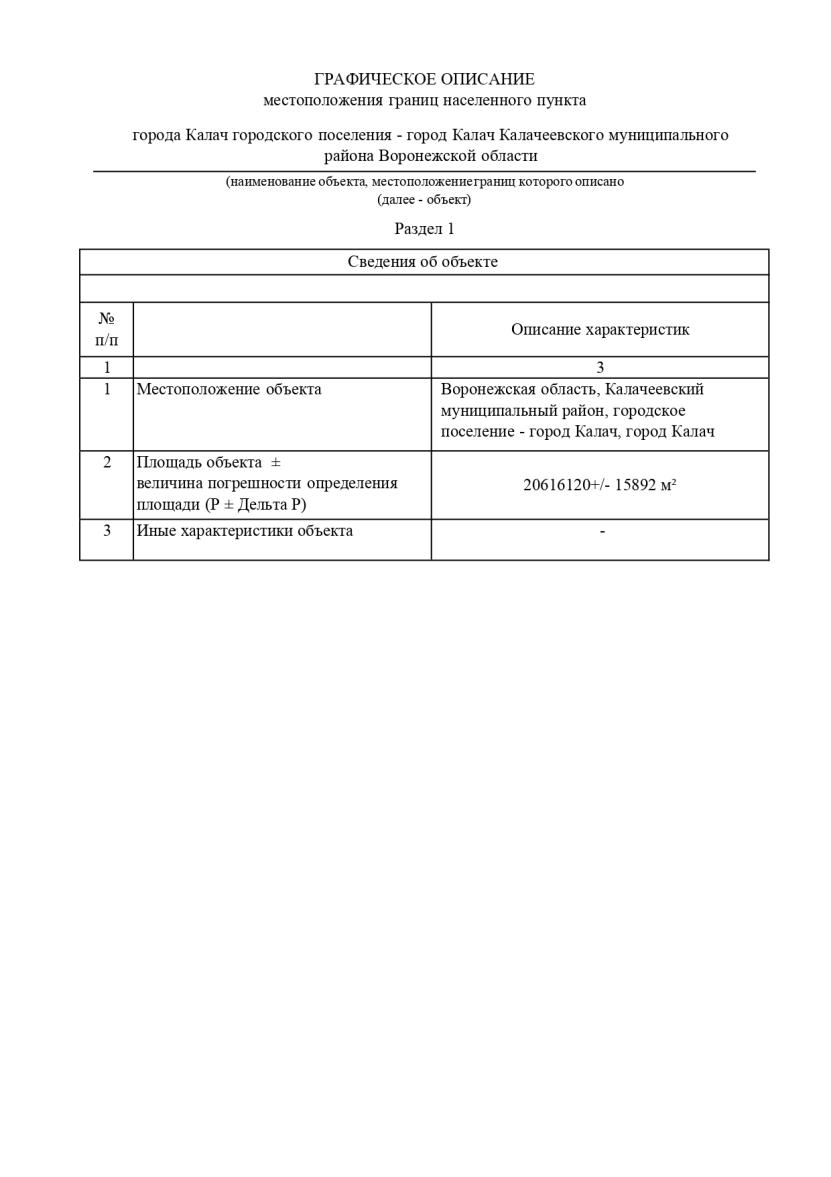 ГРАФИЧЕСКОЕ ОПИСАНИЕ
местоположения границ населенного пункта
города Калач городского поселения - город Калач Калачеевского муниципального
района Воронежской области
(наименование объекта, местоположение границ которого описано
(далее - объект)
Раздел 1
Сведения об объекте
№
п/п
Описание характеристик
1
3
1
Местоположение объекта
Воронежская область, Калачеевский
муниципальный район, городское
поселение - город Калач, город Калач
2
Площадь объекта ±
величина погрешности определения
площади (P ± Дельта P)
20616120+/- 15892 м²
3
Иные характеристики объекта
-